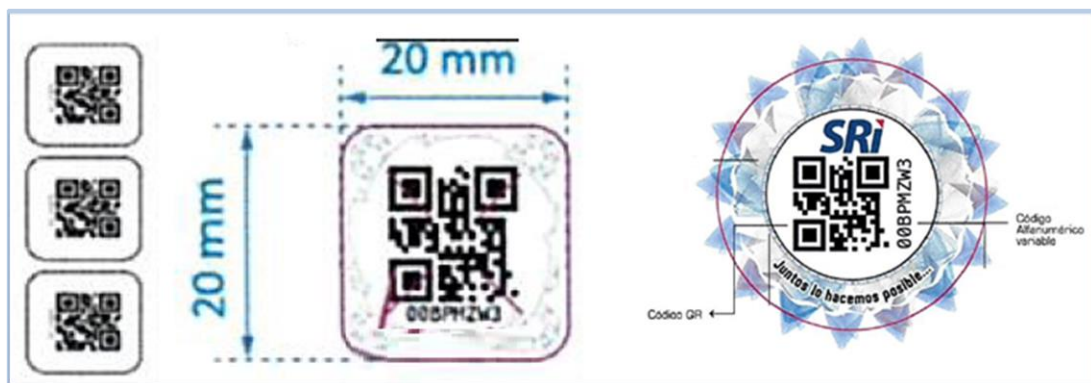 20 mm
20 mm
00BPMZW3
SRi
00BPMZW3
Código
Alfanumérico
variable
Juntos lo hacemos posible...
Código QR